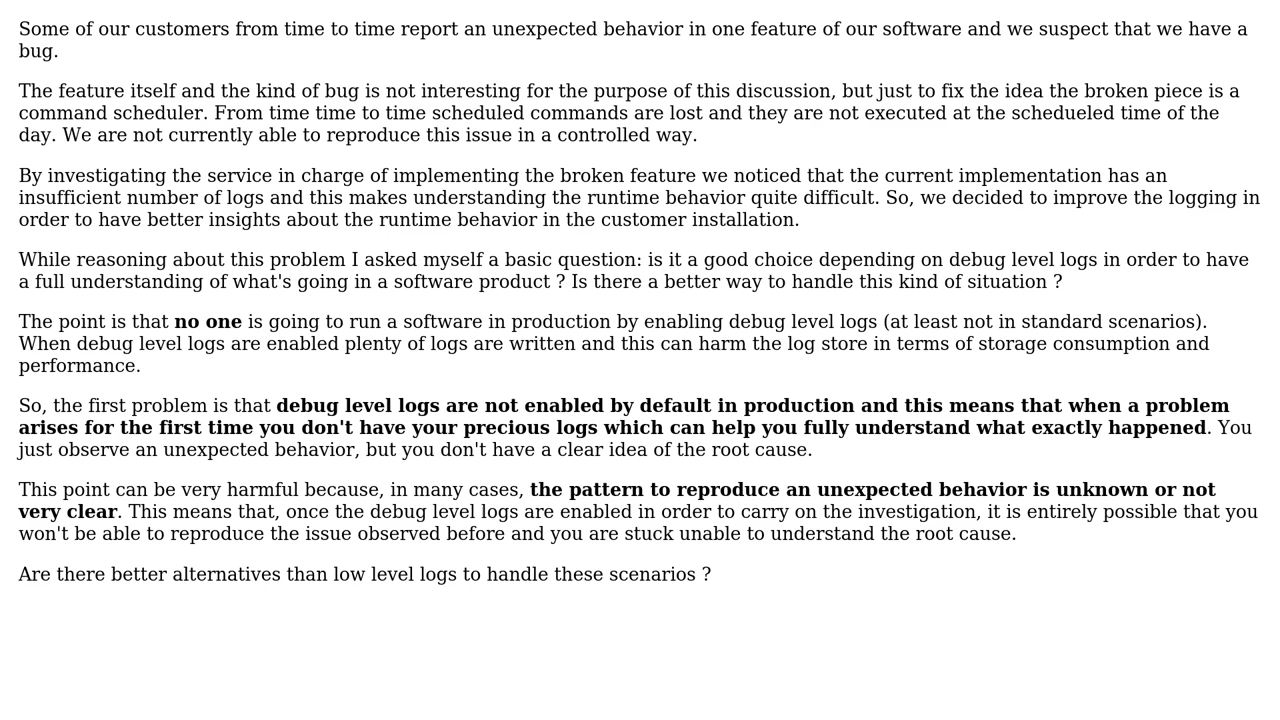 Some of our customers from time to time report an unexpected behavior in one feature of our software and we suspect that we have a
bug.
The feature itself and the kind of bug is not interesting for the purpose of this discussion, but just to fix the idea the broken piece is a
command scheduler. From time time to time scheduled commands are lost and they are not executed at the schedueled time of the
day. We are not currently able to reproduce this issue in a controlled way.
By investigating the service in charge of implementing the broken feature we noticed that the current implementation has an
insufficient number of logs and this makes understanding the runtime behavior quite difficult. So, we decided to improve the logging in
order to have better insights about the runtime behavior in the customer installation.
While reasoning about this problem I asked myself a basic question: is it a good choice depending on debug level logs in order to have
a full understanding of what's going in a software product ? Is there a better way to handle this kind of situation ?
The point is that no one is going to run a software in production by enabling debug level logs (at least not in standard scenarios).
When debug level logs are enabled plenty of logs are written and this can harm the log store in terms of storage consumption and
performance.
So, the first problem is that debug level logs are not enabled by default in production and this means that when a problem
arises for the first time you don't have your precious logs which can help you fully understand what exactly happened. You
just observe an unexpected behavior, but you don't have a clear idea of the root cause.
This point can be very harmful because, in many cases, the pattern to reproduce an unexpected behavior is unknown or not
very clear. This means that, once the debug level logs are enabled in order to carry on the investigation, it is entirely possible that you
won't be able to reproduce the issue observed before and you are stuck unable to understand the root cause.
Are there better alternatives than low level logs to handle these scenarios ?